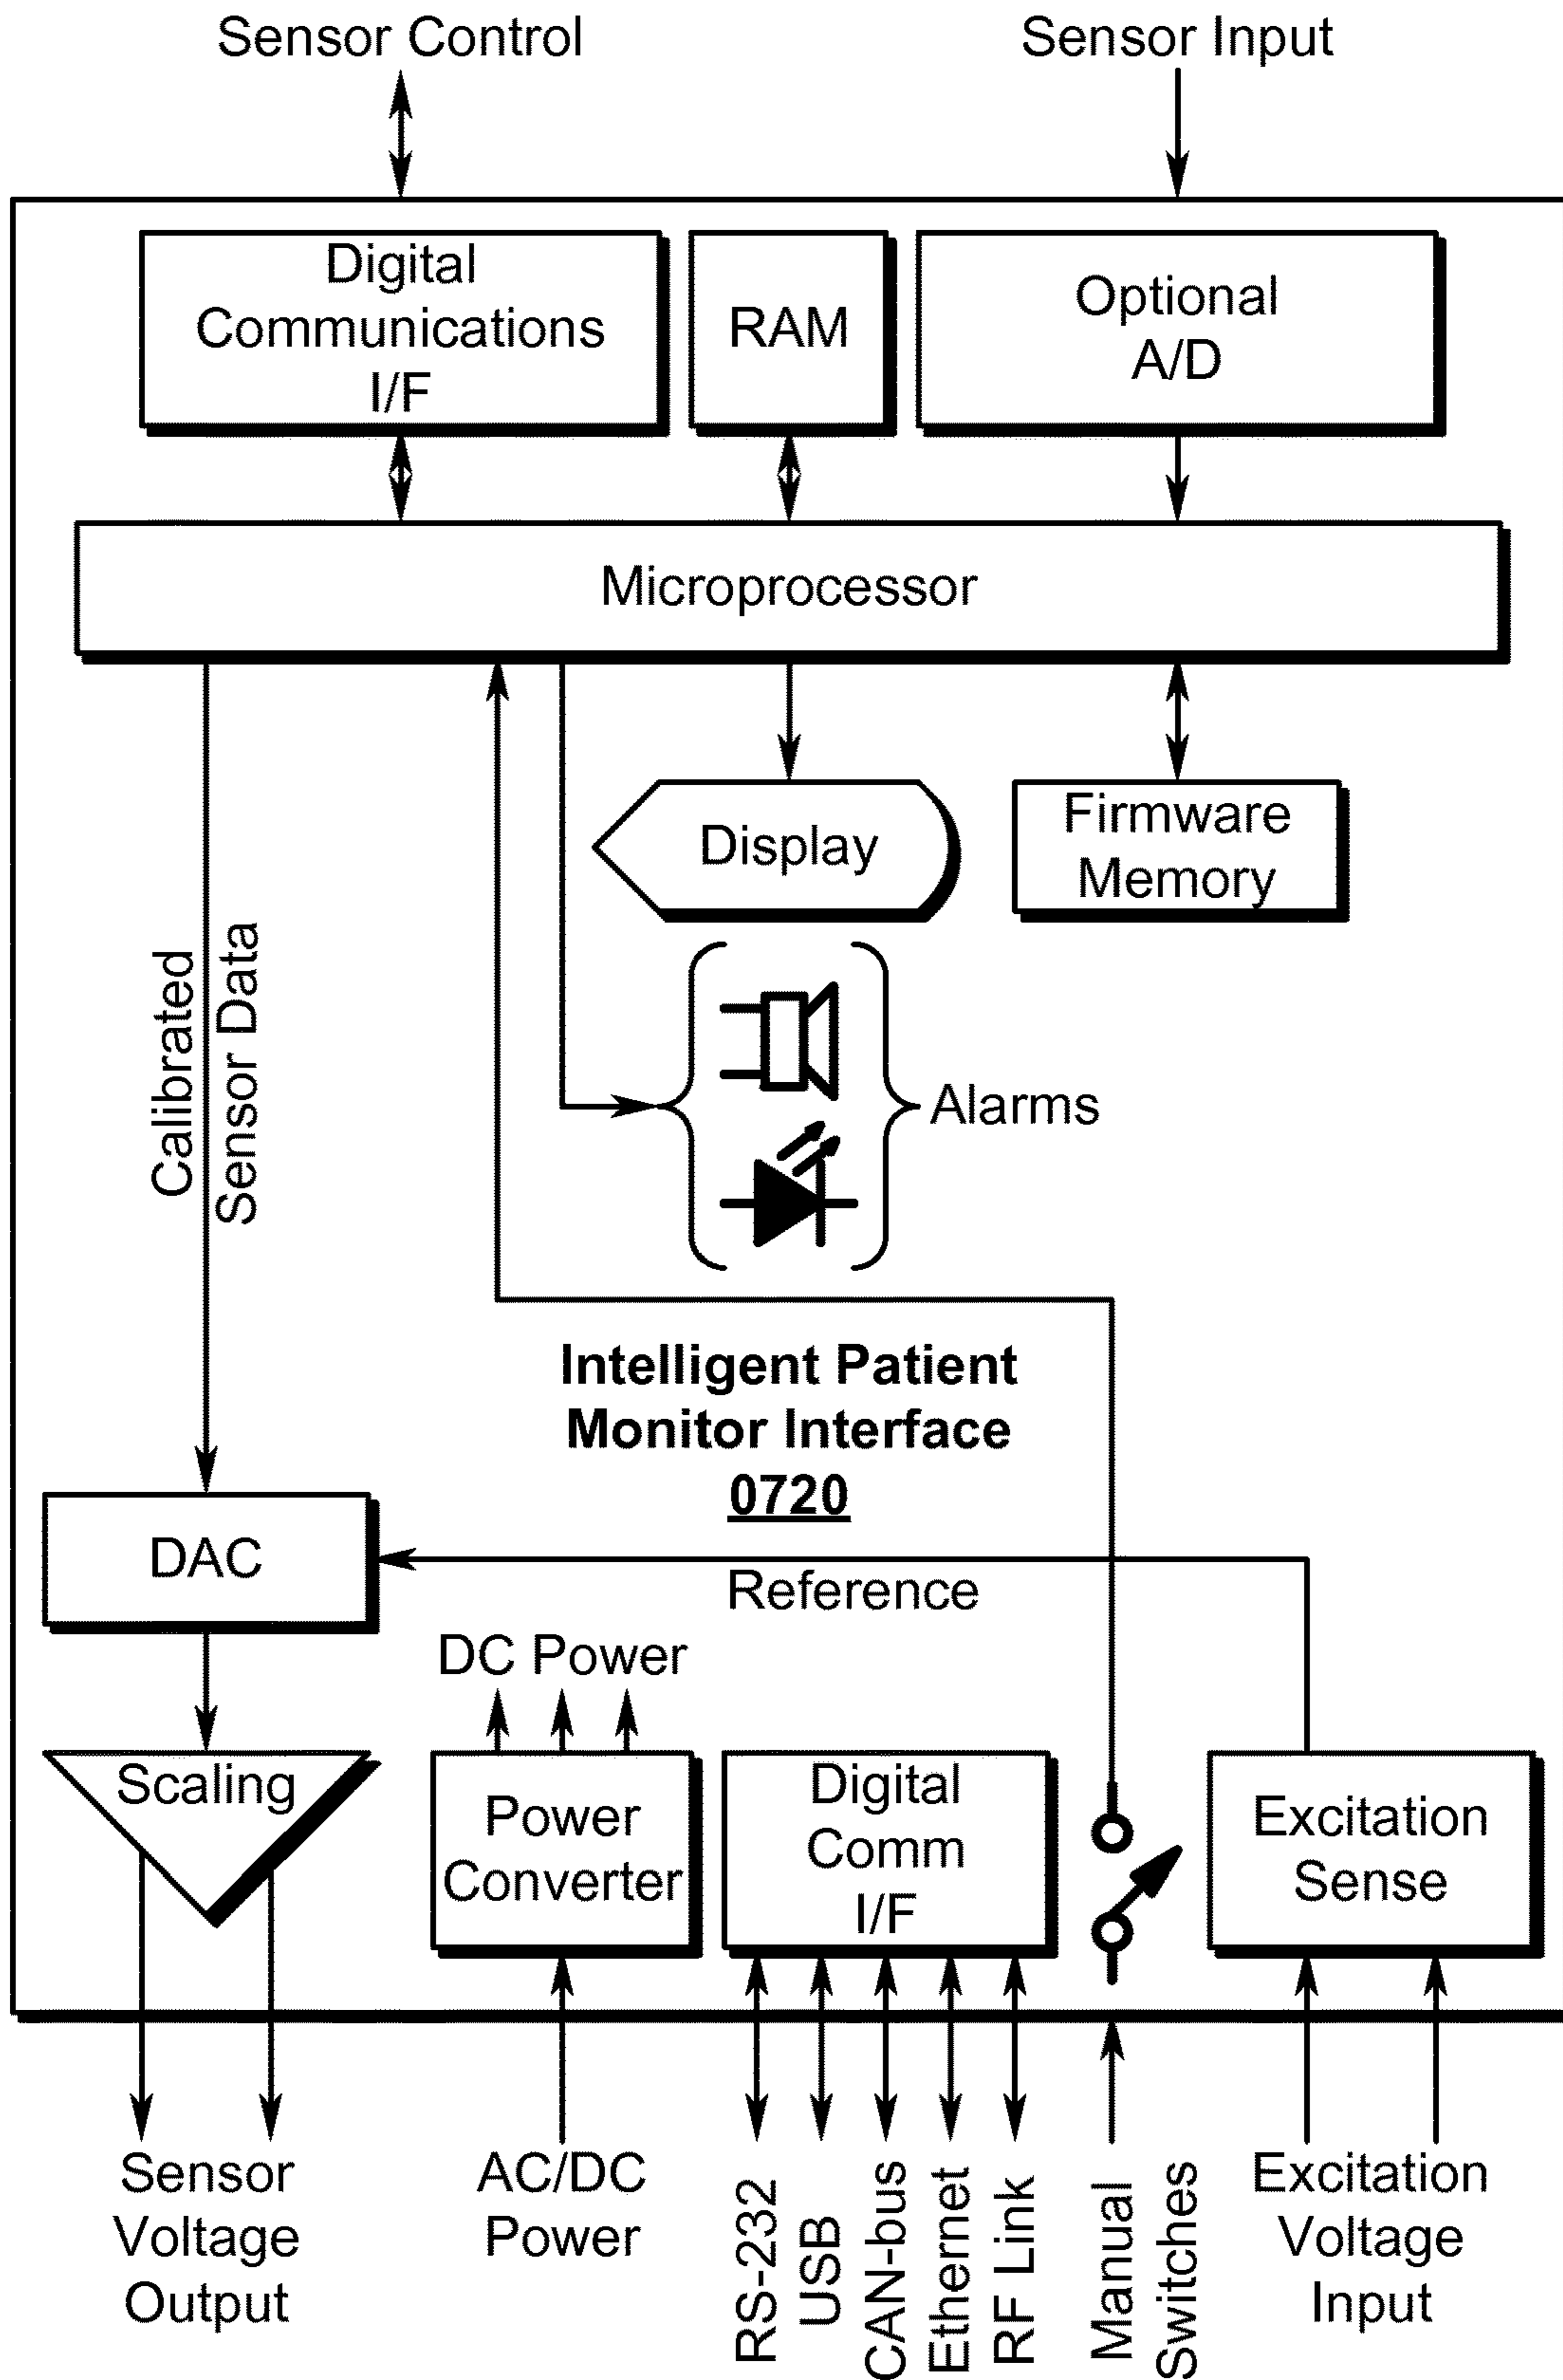 Sensor Control
Sensor Input
Digital
Communications
I/F
RAM
Optional
A/D
Microprocessor
Display
Firmware
Memory
Calibrated
Sensor Data
Alarms
Intelligent Patient
Monitor Interface
0720
DAC
Reference
DC Power
Scaling
Power
Converter
Digital
Comm
I/F
Excitation
Sense
Sensor
Voltage
Output
AC/DC
Power
RS-232
USB
CAN-bus
Ethernet
RF Link
Manual
Switches
Excitation
Voltage
Input